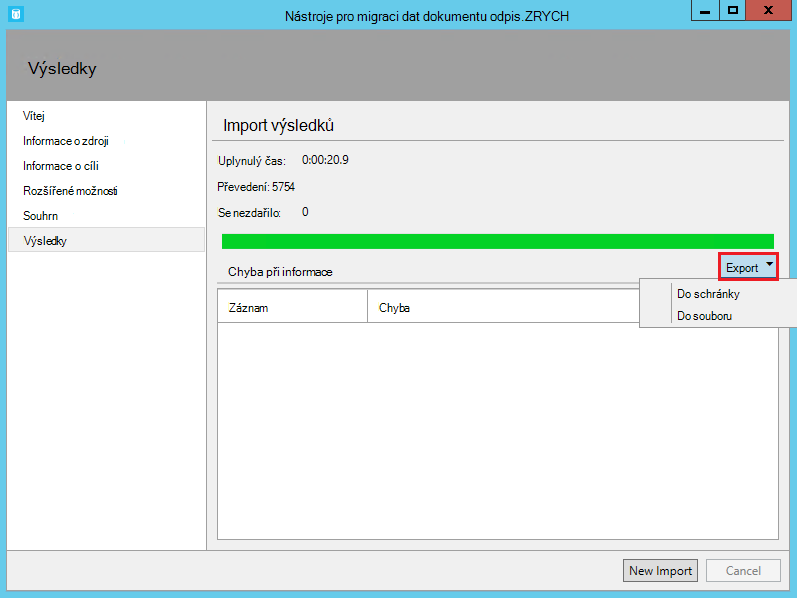 Nástroje pro migraci dat dokumentu odpis.ZRYCH
Výsledky
Vítej
Informace o zdroji
Informace o cíli
Rozšířené možnosti
Souhrn
Výsledky
Import výsledků
Uplynulý čas: 0:00:20.9
Převedení: 5754
Se nezdařilo: 0
Chyba při informace
Export
Do schránky
Do souboru
Záznam Chyba
New Import Cancel